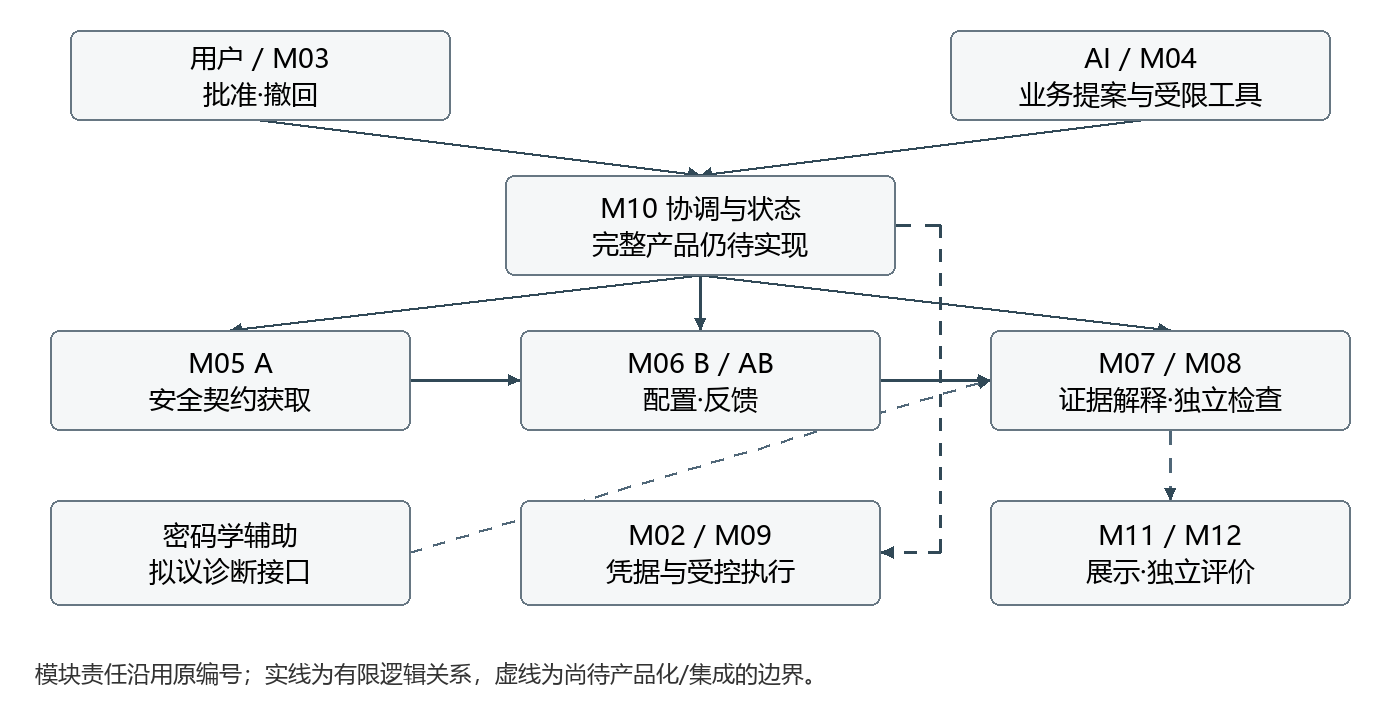 用户 / M03
批准·撤回
AI / M04
业务提案与受限工具
M10 协调与状态
完整产品仍待实现
M05 A
安全契约获取
M06 B / AB
配置·反馈
M07 / M08
证据解释·独立检查
密码学辅助
拟议诊断接口
M02 / M09
凭据与受控执行
M11 / M12
展示·独立评价
模块责任沿用原编号；实线为有限逻辑关系，虚线为尚待产品化/集成的边界。